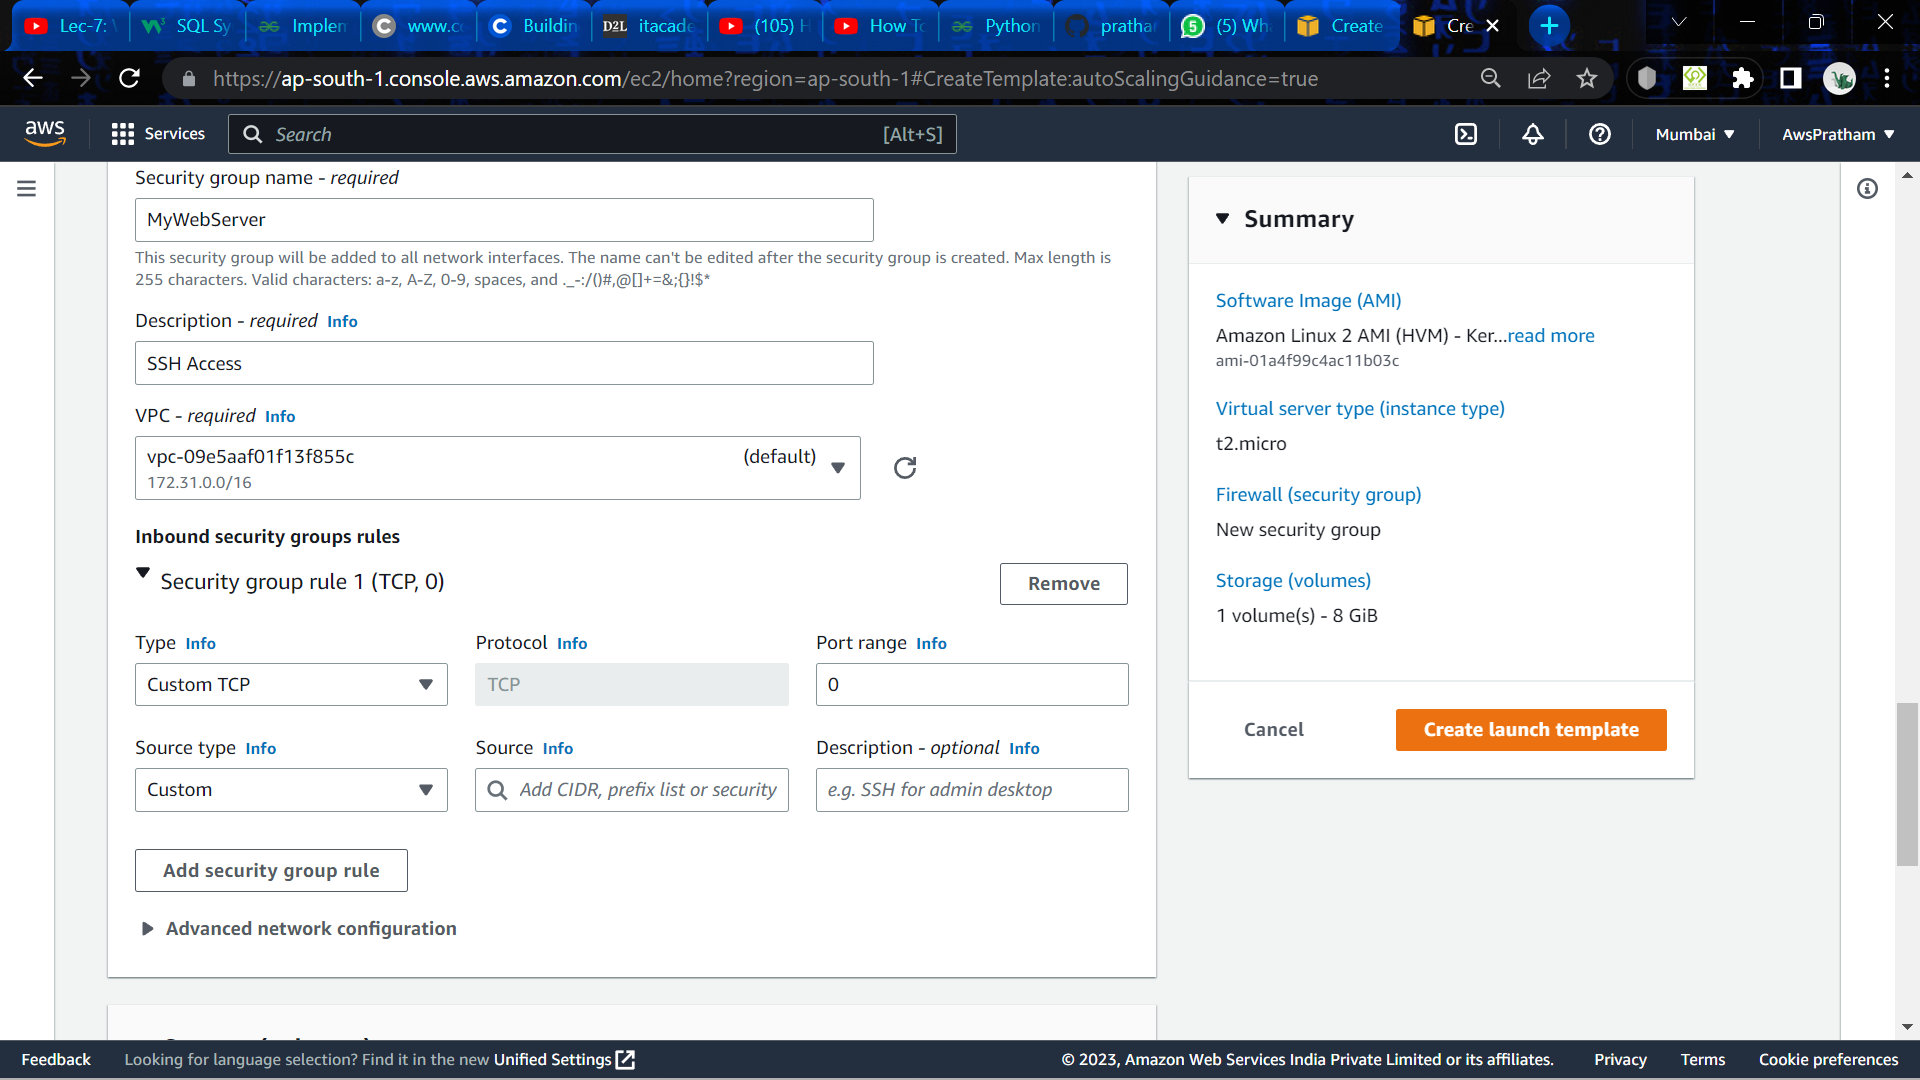 Lec-7:
SQL Sy
Implem
www.c
Buildin
D2L itacade
(105) H
How To
Python
prathar
(5) Wh
Create
Cre
https://ap-south-1.console.aws.amazon.com/ec2/home?region=ap-south-1#CreateTemplate:autoScalingGuidance=true
aws
Services
Search [Alt+S]
Mumbai
AwsPratham
Security group name - required
MyWebServer
This security group will be added to all network interfaces. The name can't be edited after the security group is created. Max length is
255 characters. Valid characters: a-z, A-Z, 0-9, spaces, and ._-:/()#,@[]+=&;{}!$*
Description - required Info
SSH Access
VPC - required Info
vpc-09e5aaf01f13f855c (default)
172.31.0.0/16
Inbound security groups rules
Security group rule 1 (TCP, 0)
Remove
Type Info
Protocol Info
Port range Info
Custom TCP
TCP
0
Source type Info
Source Info
Description - optional Info
Custom
Add CIDR, prefix list or security
e.g. SSH for admin desktop
Add security group rule
Advanced network configuration
Summary
Software Image (AMI)
Amazon Linux 2 AMI (HVM) - Ker...read more
ami-01a4f99c4ac11b03c
Virtual server type (instance type)
t2.micro
Firewall (security group)
New security group
Storage (volumes)
1 volume(s) - 8 GiB
Cancel
Create launch template
Feedback
Looking for language selection? Find it in the new Unified Settings
© 2023, Amazon Web Services India Private Limited or its affiliates.
Privacy
Terms
Cookie preferences